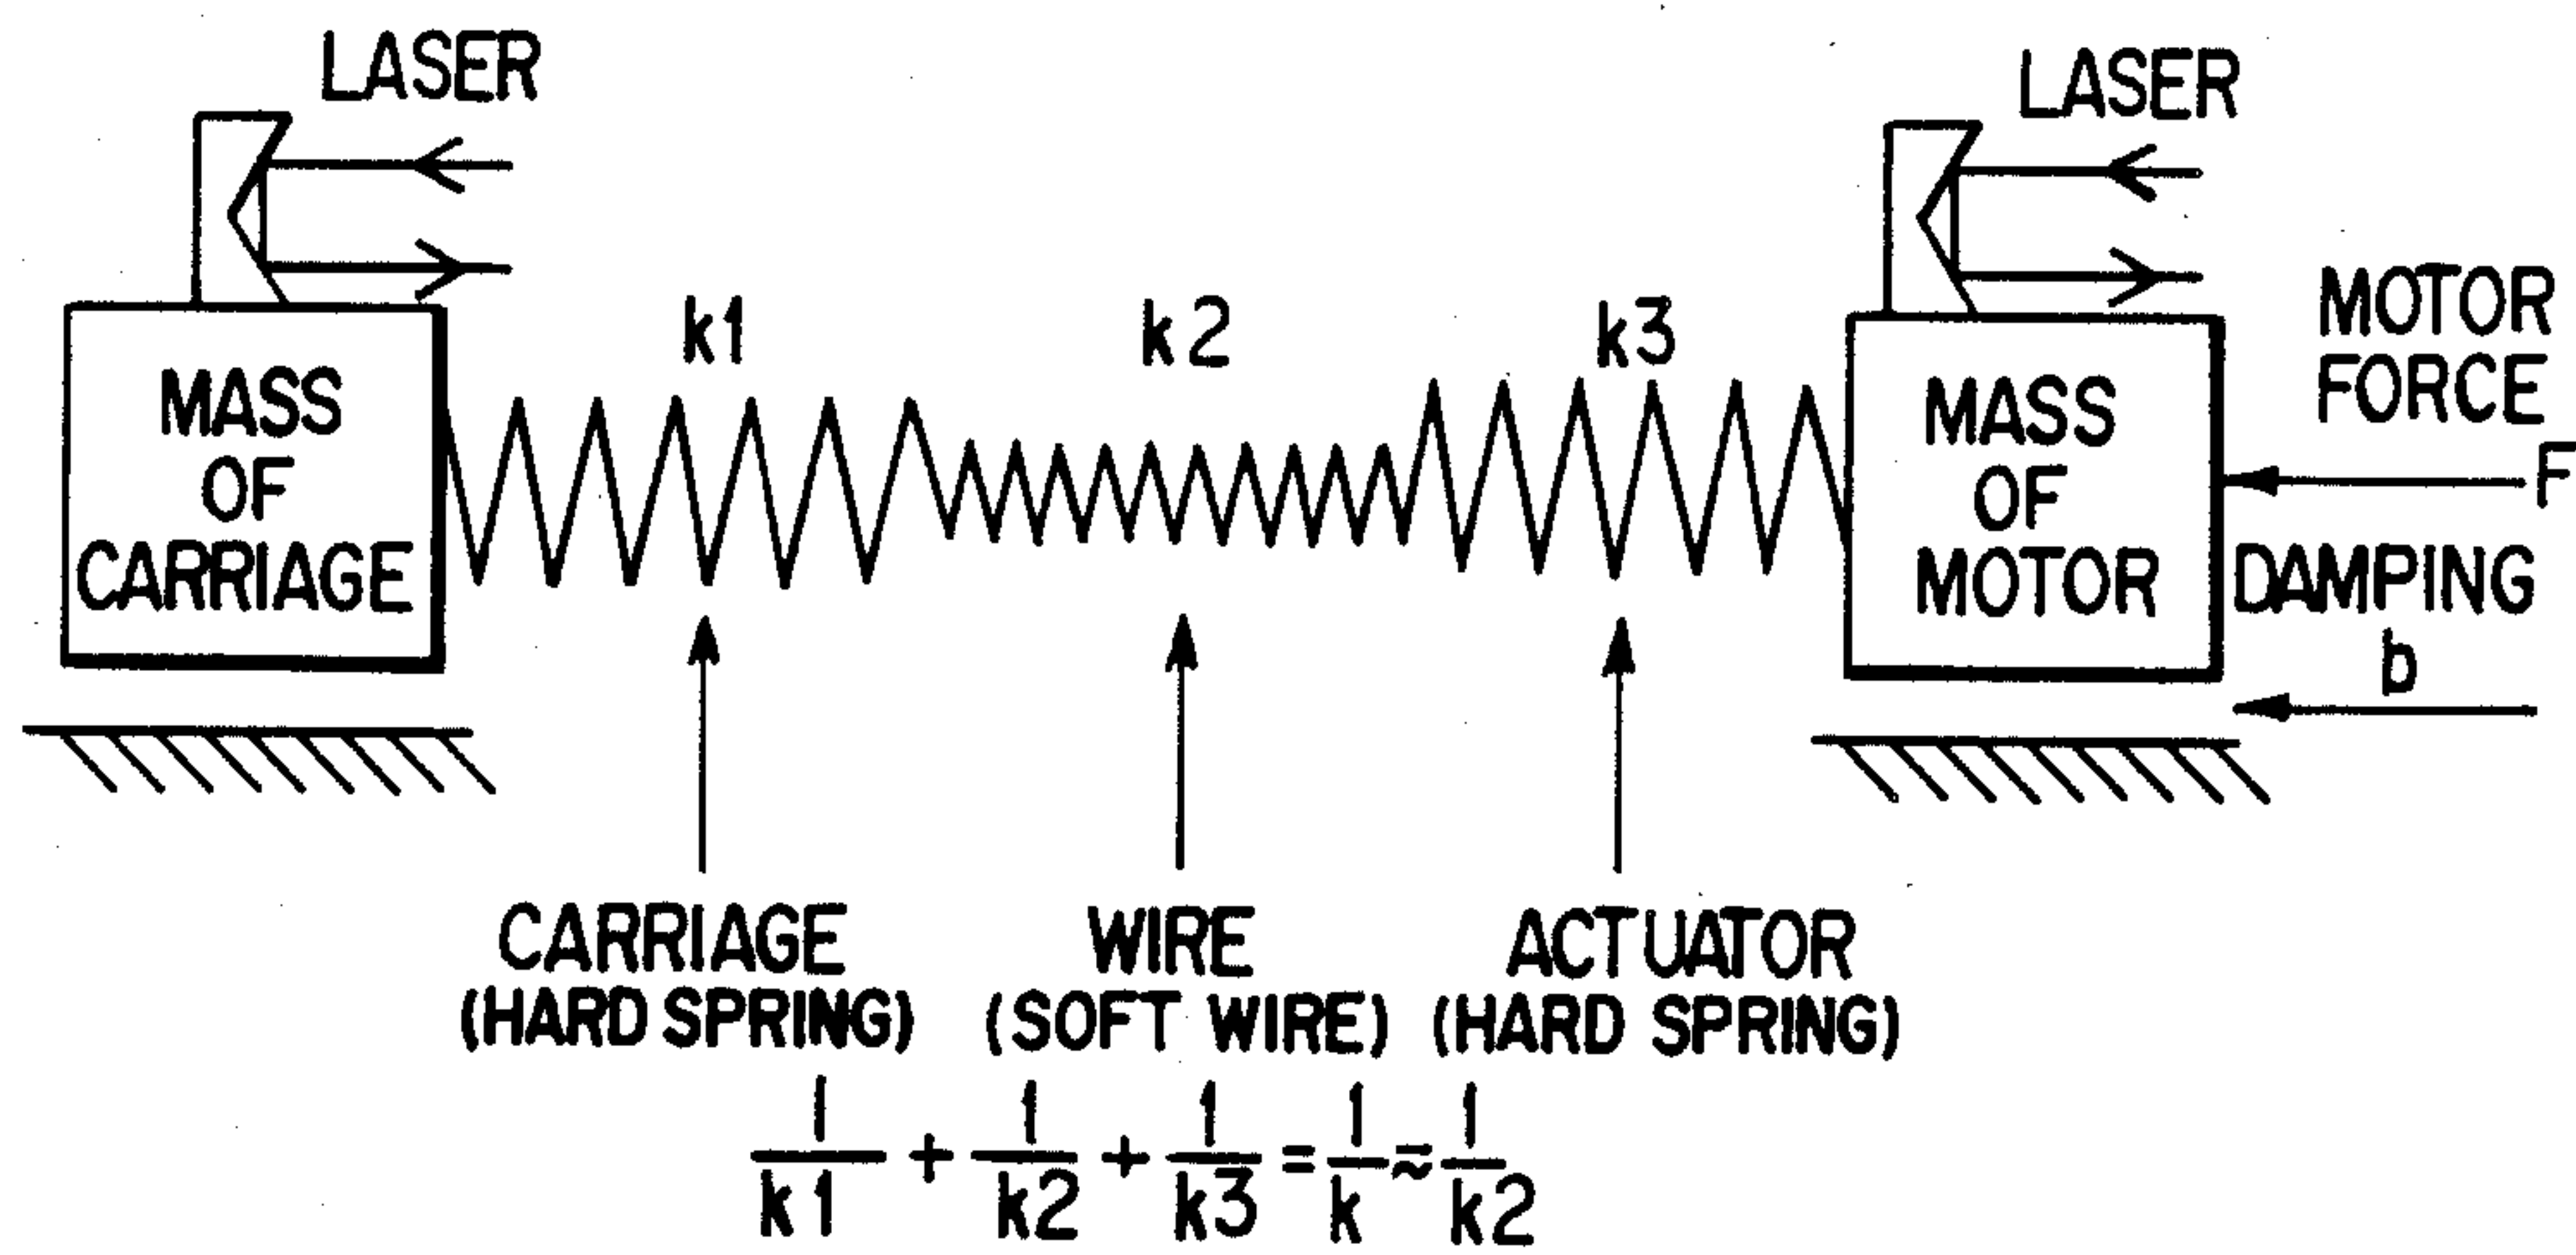 LASER
LASER
k1
k2
k3
MOTOR
FORCE
F
MASS
OF
CARRIAGE
MASS
OF
MOTOR
DAMPING
b
CARRIAGE
(HARD SPRING)
WIRE
(SOFT WIRE)
ACTUATOR
(HARD SPRING)
1/k1 + 1/k2 + 1/k3 = 1/k ≈ 1/k2